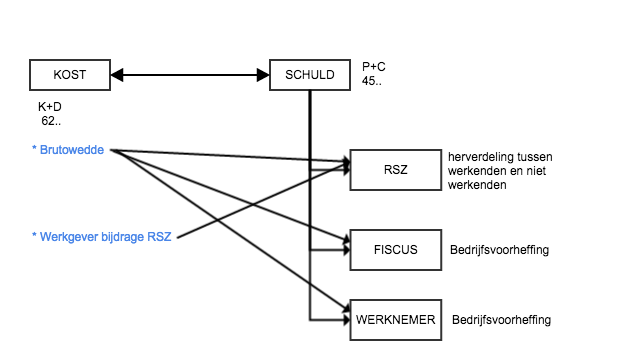 KOST
SCHULD
P+C
45..
K+D
62..
* Brutowedde
RSZ
herverdeling tussen
werkenden en niet
werkenden
* Werkgever bijdrage RSZ
FISCUS
Bedrijfsvoorheffing
WERKNEMER
Bedrijfsvoorheffing